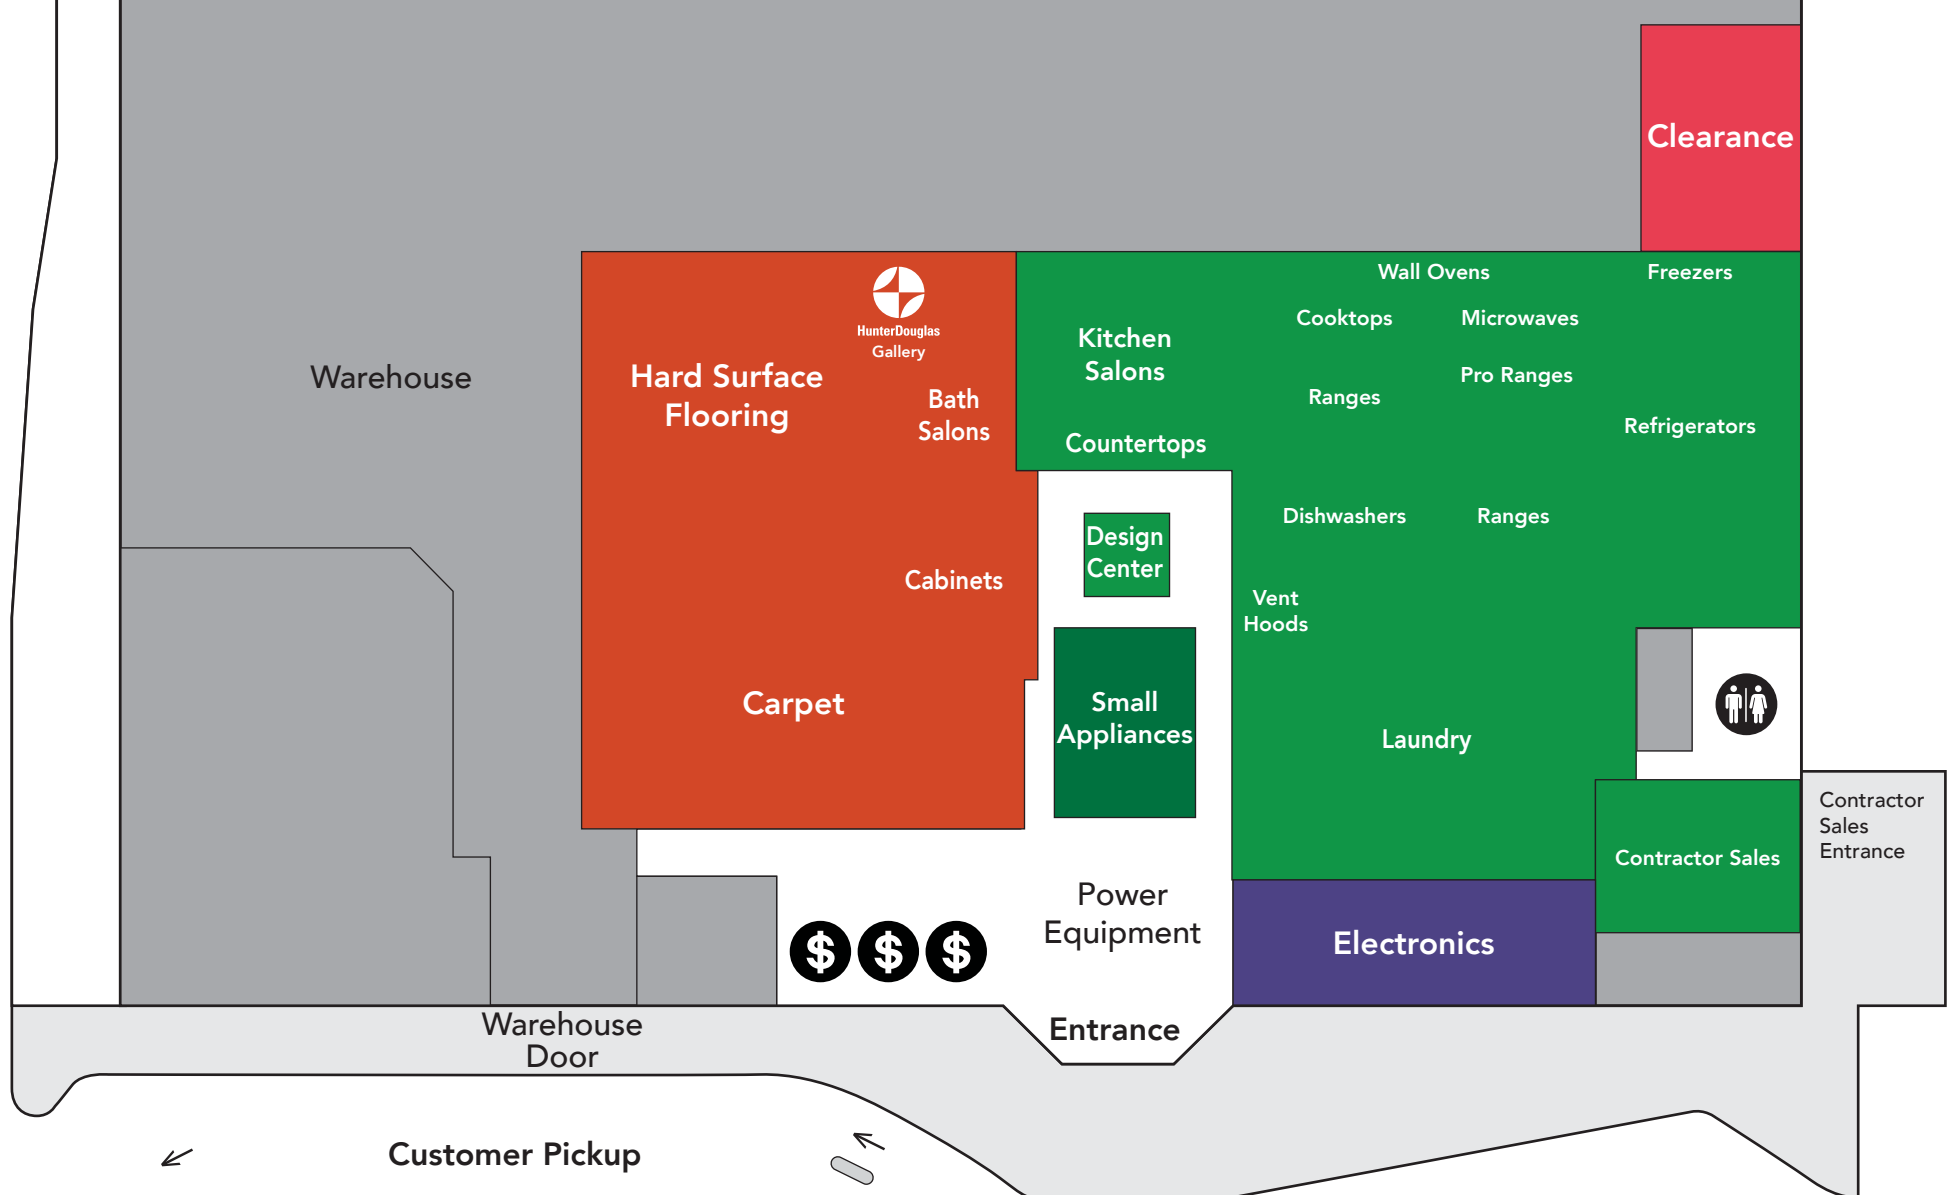 Clearance
Wall Ovens
Freezers
HunterDouglas
Gallery
Cooktops
Microwaves
Kitchen
Salons
Warehouse
Hard Surface
Flooring
Pro Ranges
Bath
Salons
Ranges
Refrigerators
Countertops
Dishwashers
Ranges
Design
Center
Cabinets
Vent
Hoods
Carpet
Small
Appliances
Laundry
Contractor
Sales
Entrance
Contractor Sales
Power
Equipment
$ $ $
Electronics
Warehouse
Door
Entrance
Customer Pickup